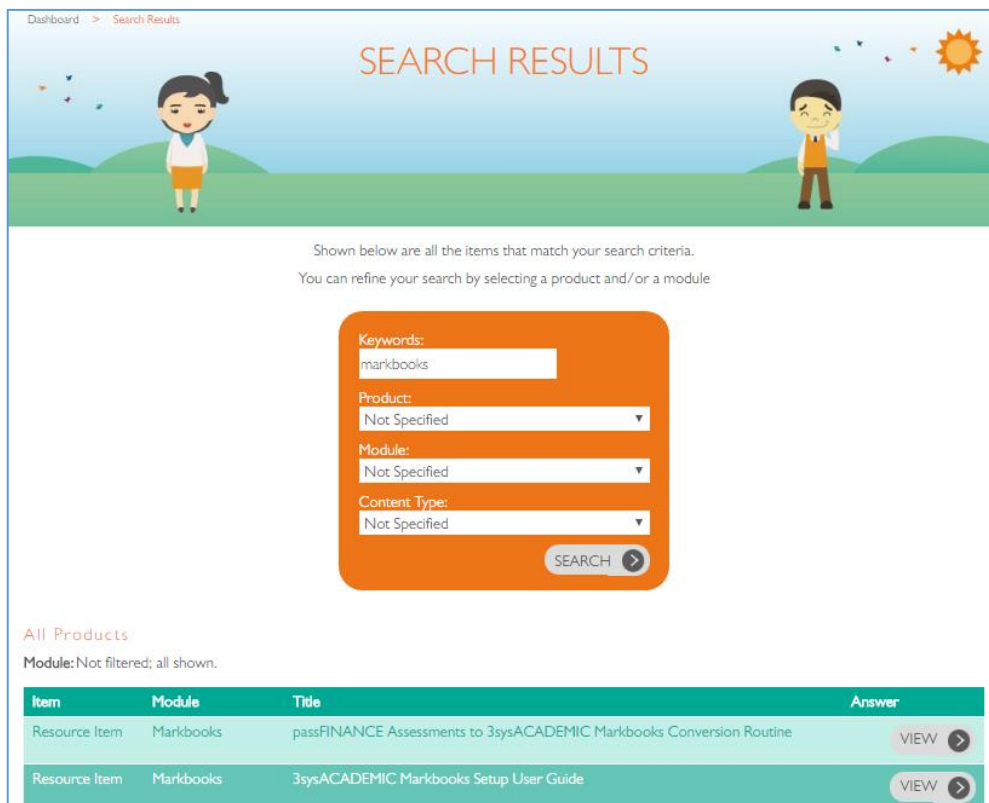 Dashboard > Search Results
SEARCH RESULTS
Shown below are all the items that match your search criteria.
You can refine your search by selecting a product and/or a module
Keywords:
markbooks
Product:
Not Specified
Module:
Not Specified
Content Type:
Not Specified
SEARCH
All Products
Module: Not filtered; all shown.
Item Module Title Answer
Resource Item Markbooks passFINANCE Assessments to 3sysACADEMIC Markbooks Conversion Routine VIEW
Resource Item Markbooks 3sysACADEMIC Markbooks Setup User Guide VIEW